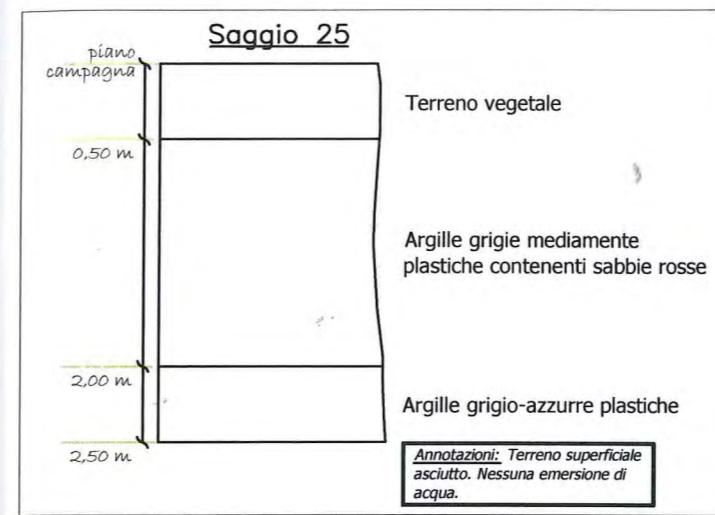 Saggio 25
piano
campagna
Terreno vegetale
0,50 m
Argille grigie mediamente
plastiche contenenti sabbie rosse
2,00 m
Argille grigio-azzurre plastiche
2,50 m
Annotazioni: Terreno superficiale
asciutto. Nessuna emersione di
acqua.